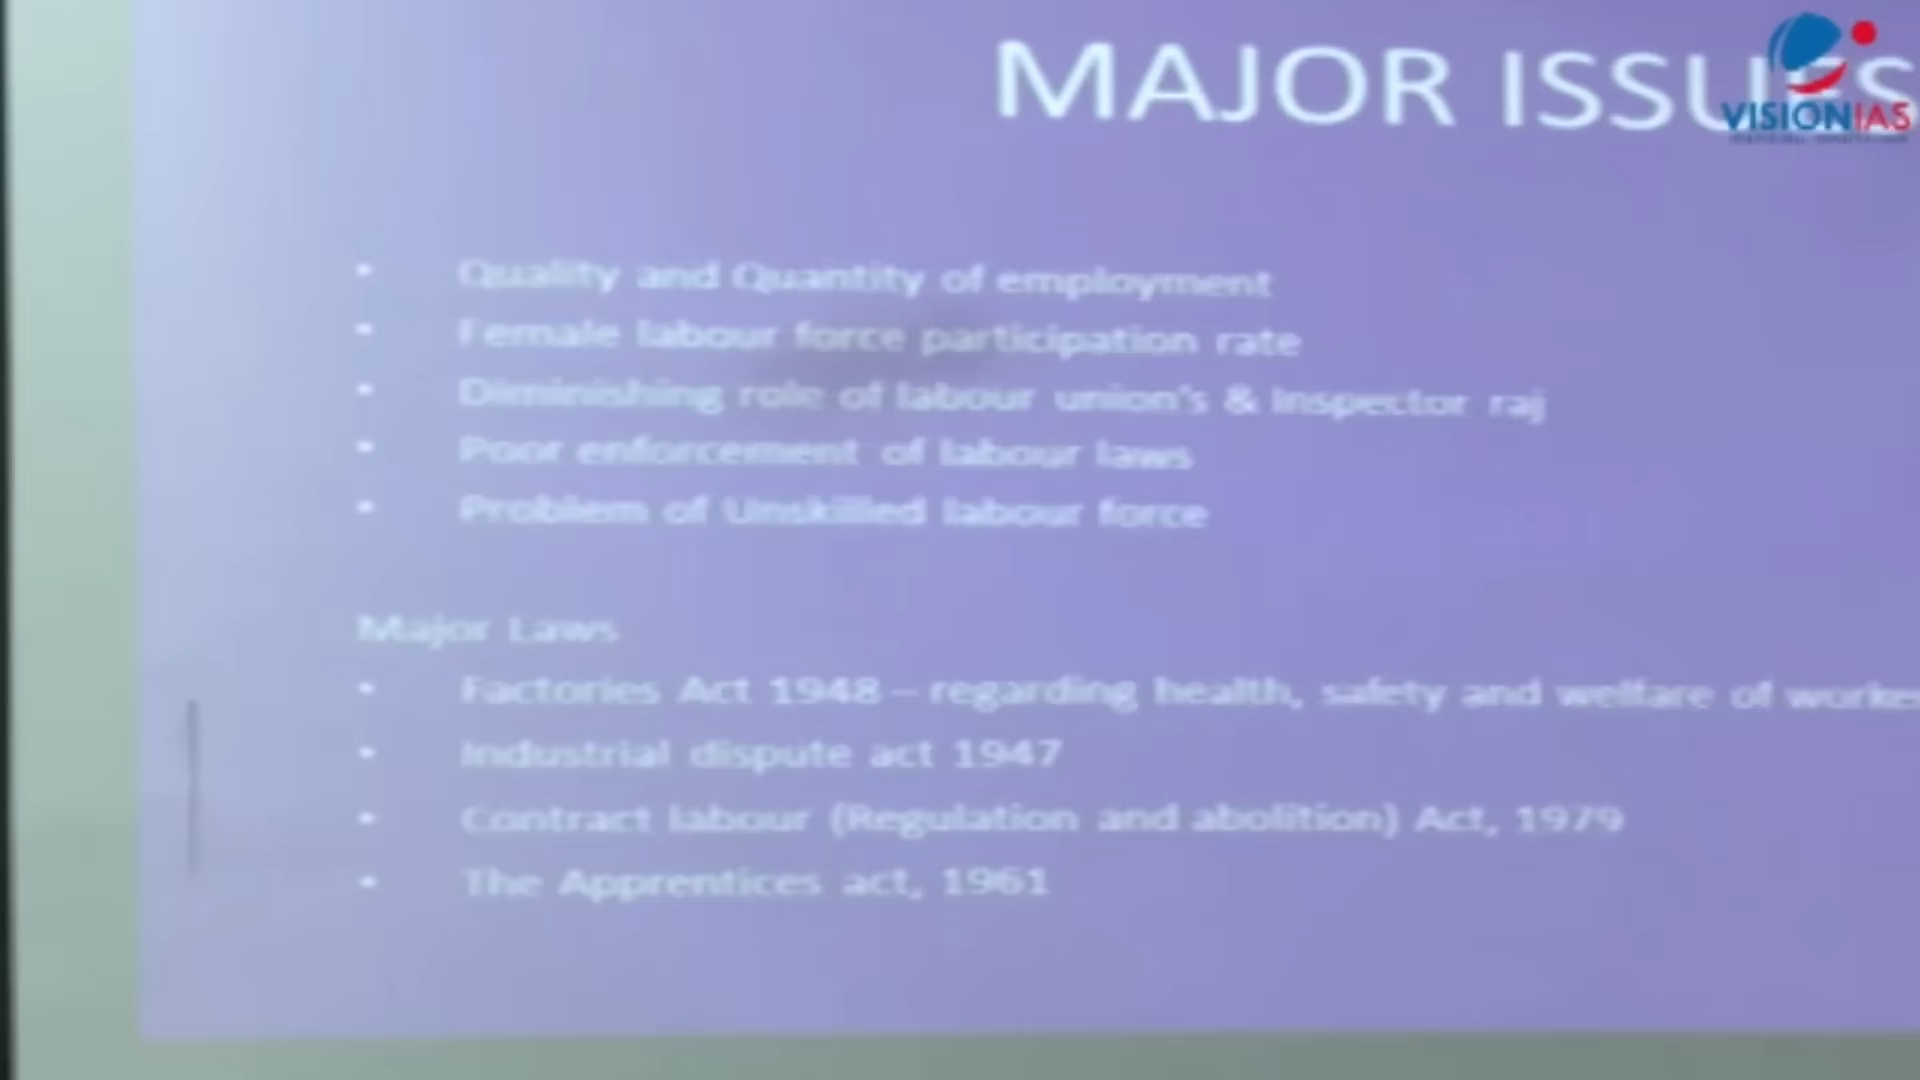 MAJOR ISSUES
VISIONIAS
• Quality and Quantity of employment
• Female labour force participation rate
• Diminishing role of labour union's & Inspector raj
• Poor enforcement of labour laws
• Problem of Unskilled labour force
Major Laws
• Factories Act 1948 – regarding health, safety and welfare of worke
• Industrial dispute act 1947
• Contract labour (Regulation and abolition) Act, 1979
• The Apprentices act, 1961